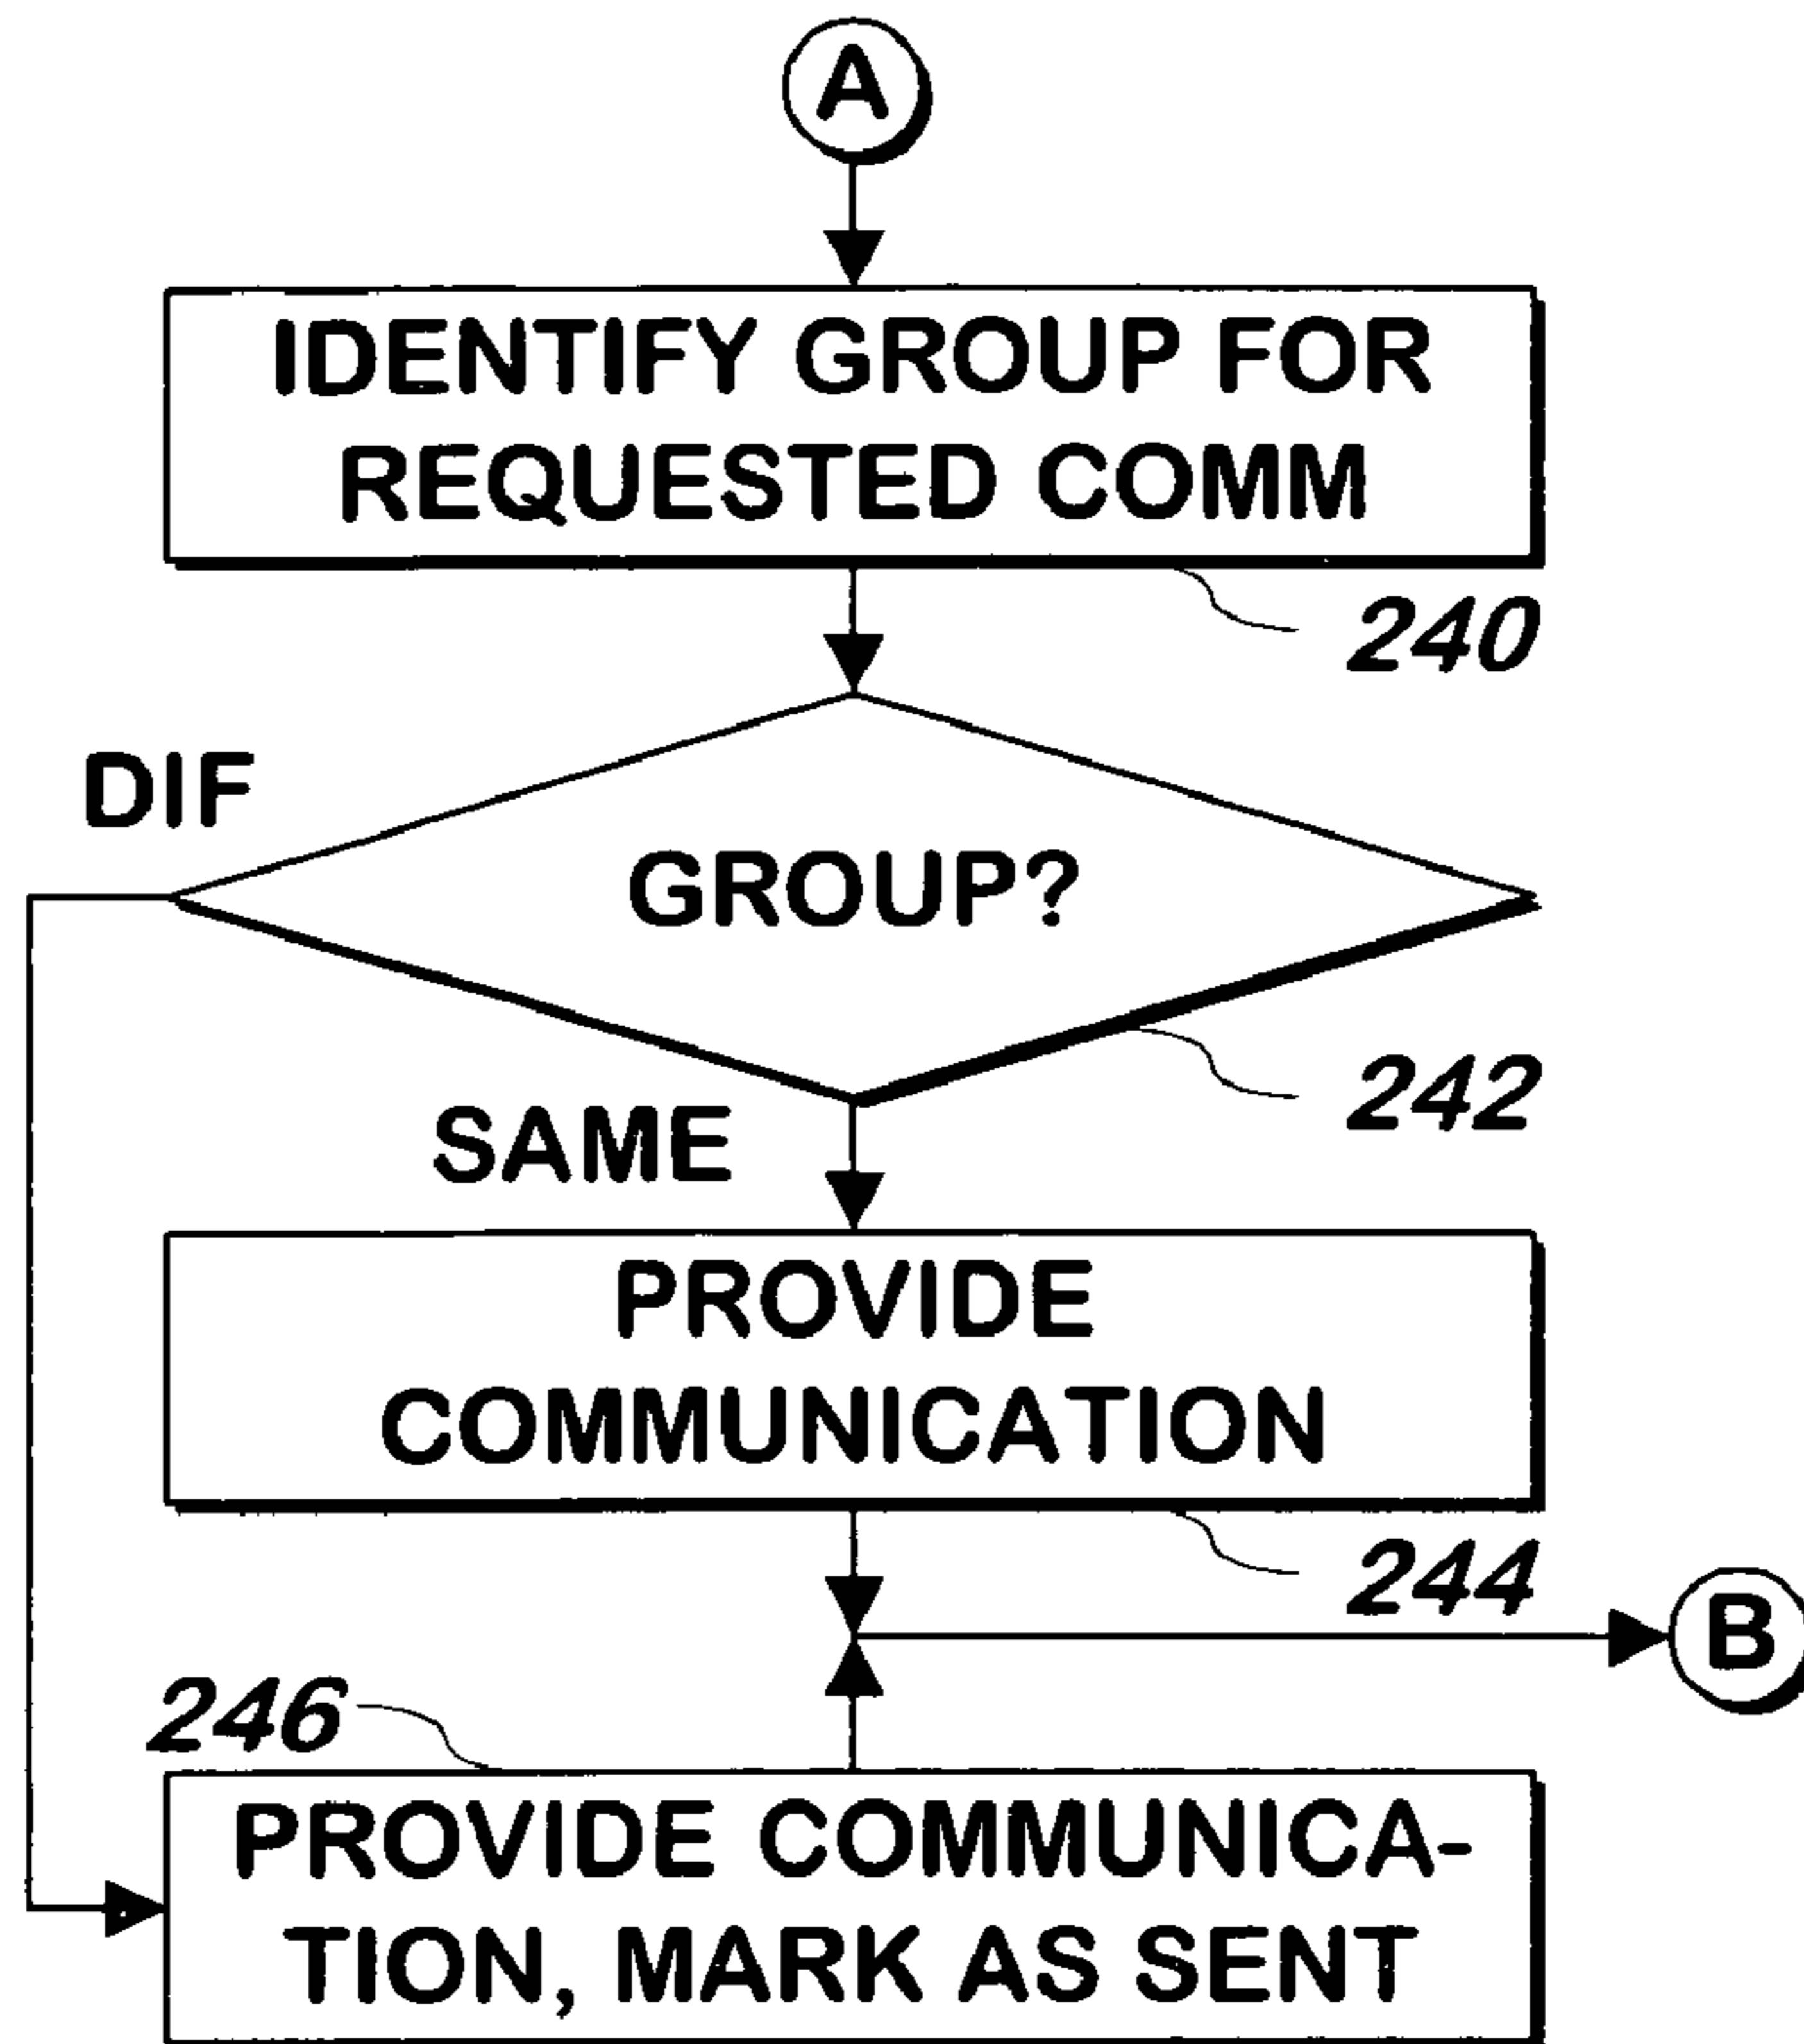 A
IDENTIFY GROUP FOR
REQUESTED COMM
240
DIF
GROUP?
242
SAME
PROVIDE
COMMUNICATION
244
B
246
PROVIDE COMMUNICA-
TION, MARK AS SENT